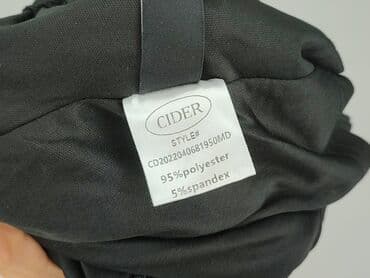 CIDER
STYLE#
CD2022040681950MD
95%polyester
5%spandex